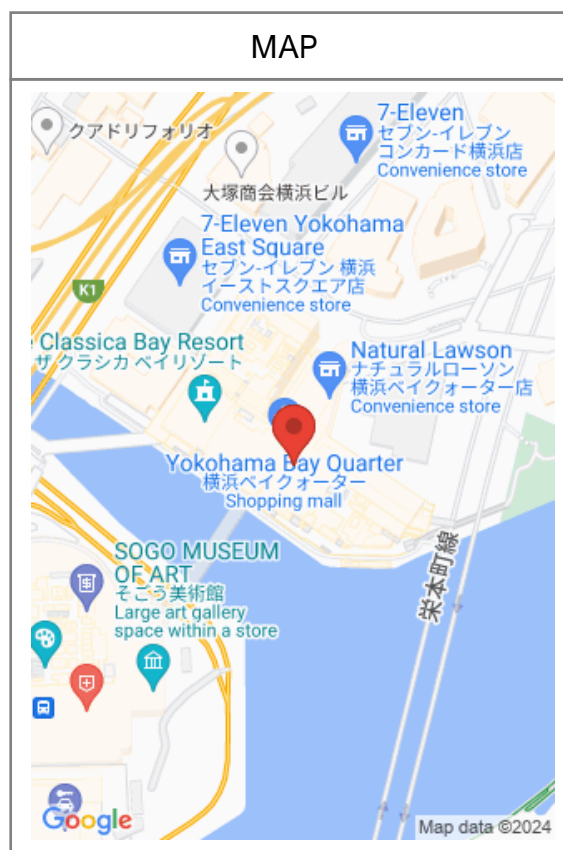 MAP
7-Eleven
セブン-イレブン
コンカード横浜店
Convenience store
クアドリフォリオ
大塚商会横浜ビル
7-Eleven Yokohama
East Square
セブン-イレブン 横浜
イーストスクエア店
Convenience store
K1
Classica Bay Resort
ザ クラシカ ベイリゾート
Natural Lawson
ナチュラルローソン
横浜ベイクォーター店
Convenience store
Yokohama Bay Quarter
横浜ベイクォーター
Shopping mall
SOGO MUSEUM
OF ART
そごう美術館
Large art gallery
space within a store
栄本町線
Google
Map data ©2024